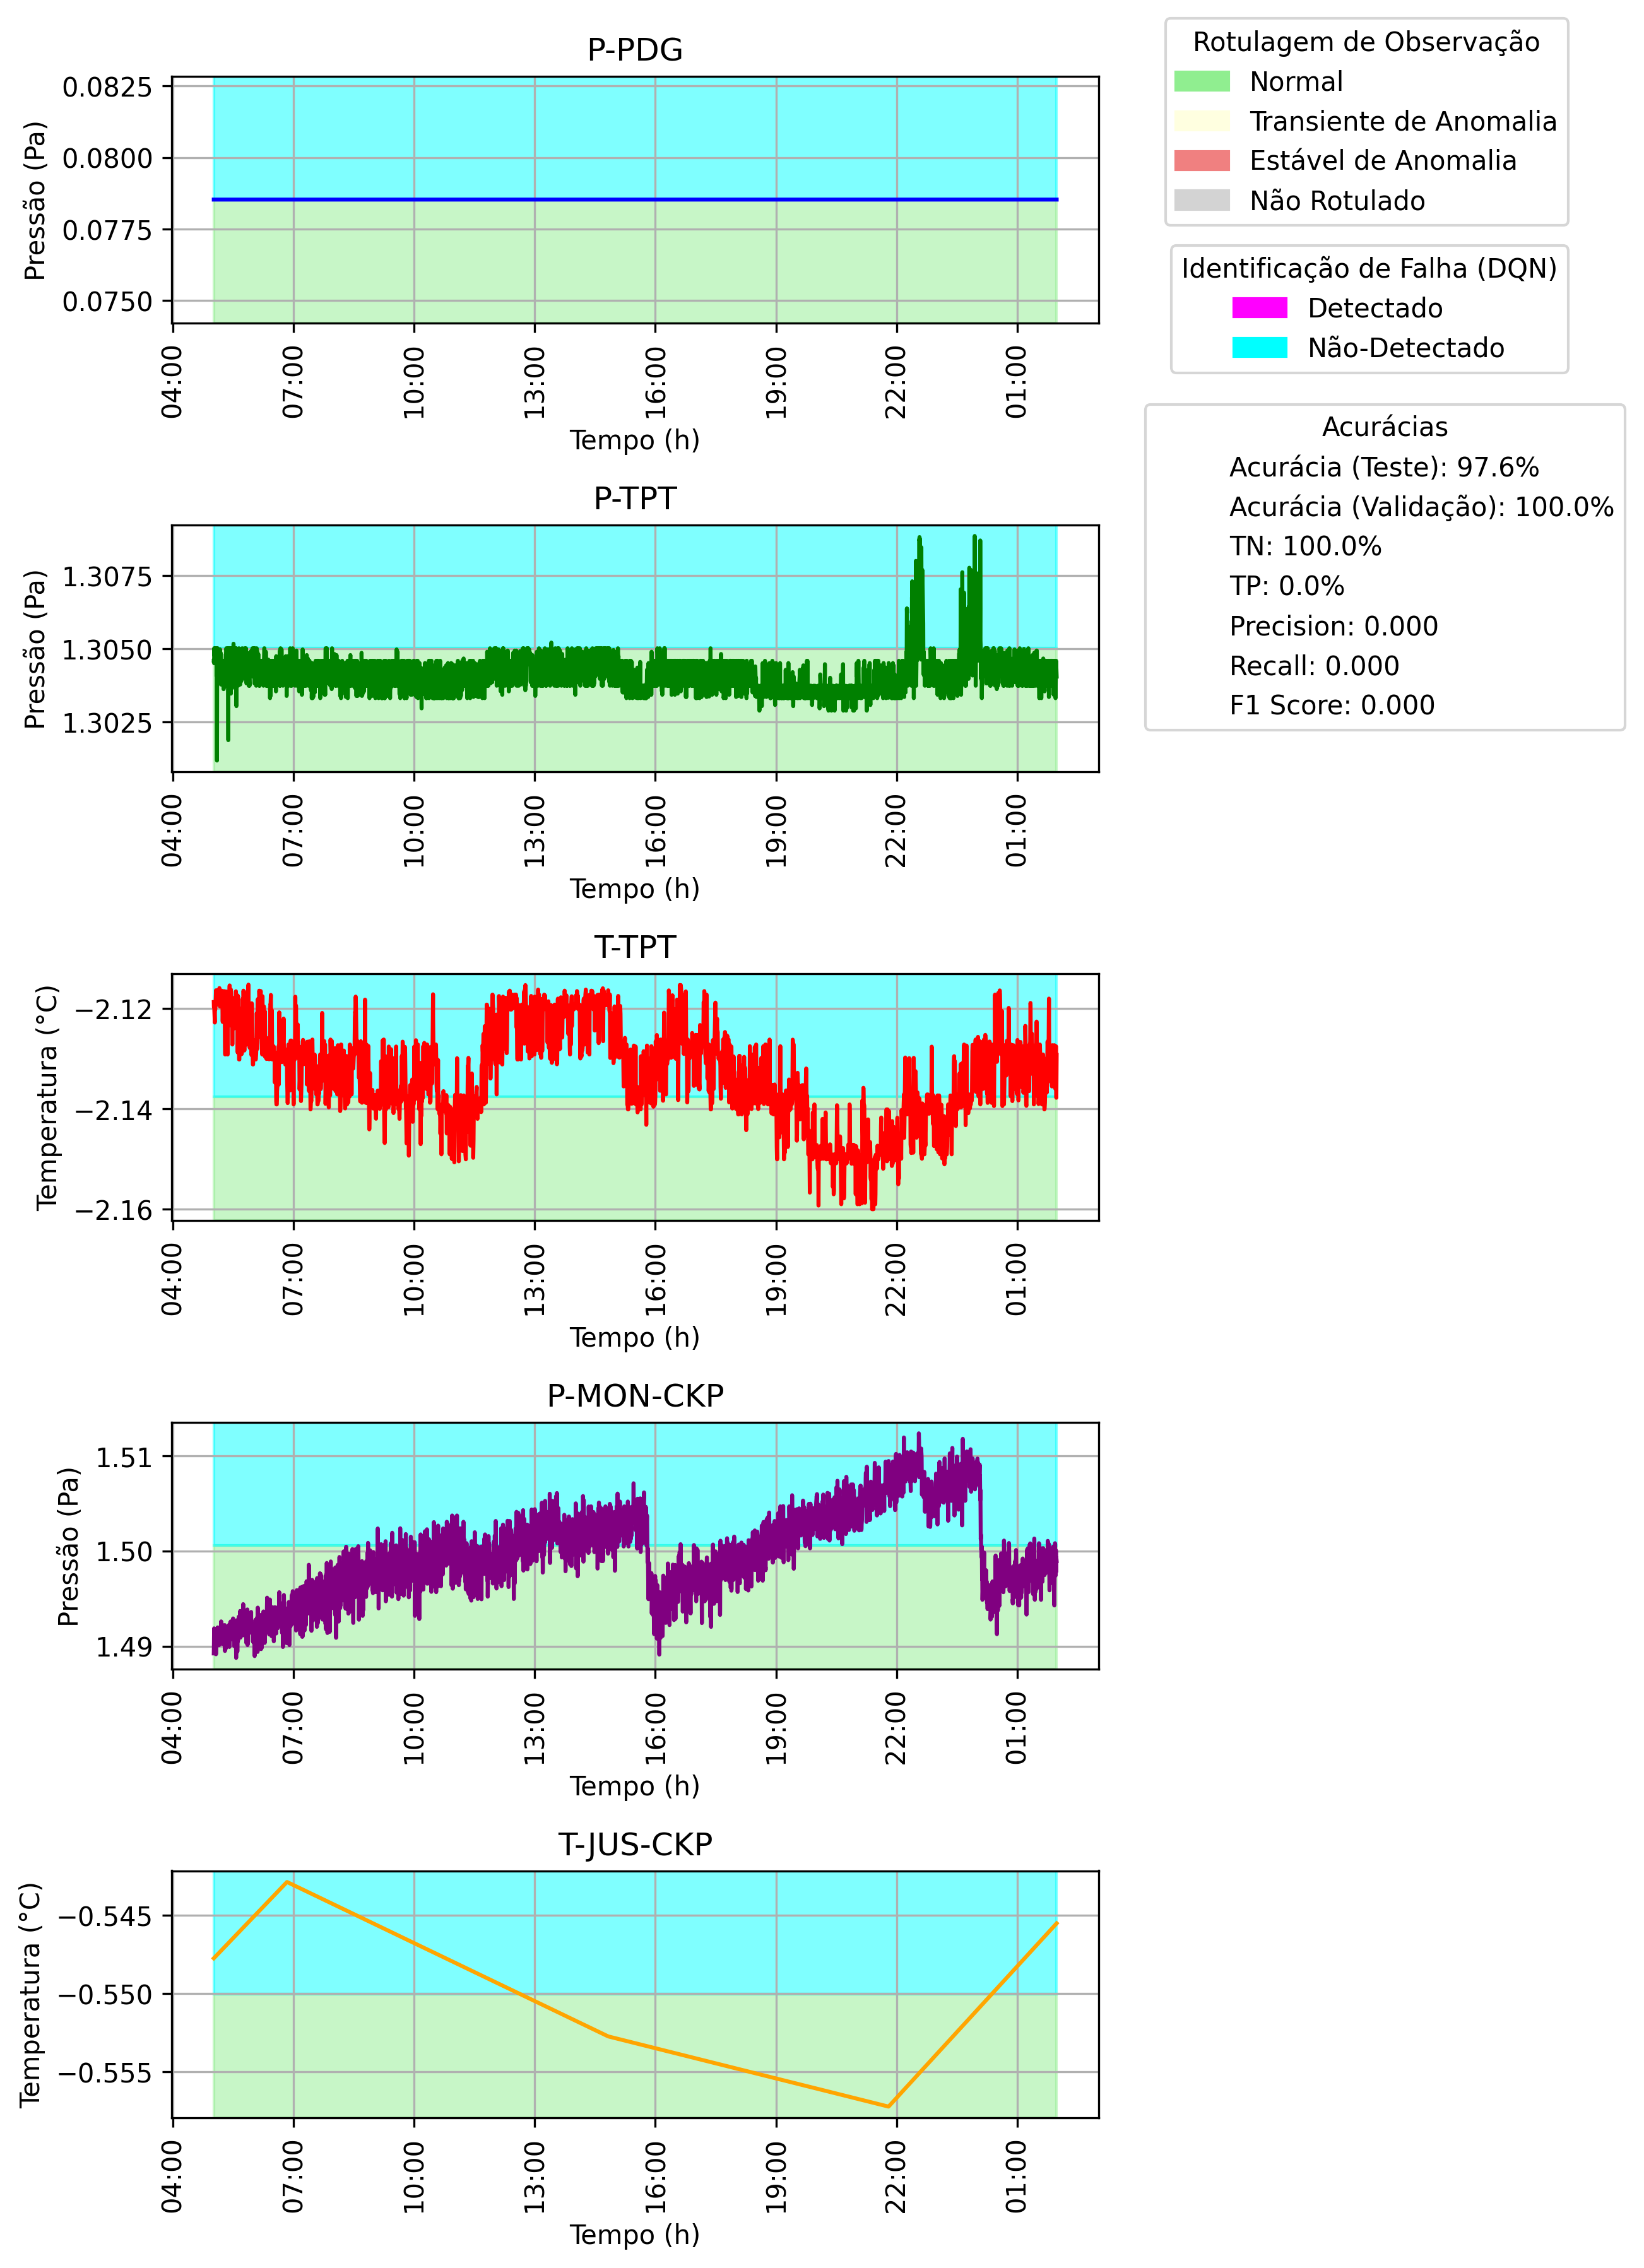 P-PDG
Pressão (Pa)
0.0825
0.0800
0.0775
0.0750
04:00 07:00 10:00 13:00 16:00 19:00 22:00 01:00
Tempo (h)
Rotulagem de Observação
Normal
Transiente de Anomalia
Estável de Anomalia
Não Rotulado
Identificação de Falha (DQN)
Detectado
Não-Detectado
Acurácias
Acurácia (Teste): 97.6%
Acurácia (Validação): 100.0%
TN: 100.0%
TP: 0.0%
Precision: 0.000
Recall: 0.000
F1 Score: 0.000
P-TPT
Pressão (Pa)
1.3075
1.3050
1.3025
04:00 07:00 10:00 13:00 16:00 19:00 22:00 01:00
Tempo (h)
T-TPT
Temperatura (°C)
−2.12
−2.14
−2.16
04:00 07:00 10:00 13:00 16:00 19:00 22:00 01:00
Tempo (h)
P-MON-CKP
Pressão (Pa)
1.51
1.50
1.49
04:00 07:00 10:00 13:00 16:00 19:00 22:00 01:00
Tempo (h)
T-JUS-CKP
Temperatura (°C)
−0.545
−0.550
−0.555
04:00 07:00 10:00 13:00 16:00 19:00 22:00 01:00
Tempo (h)